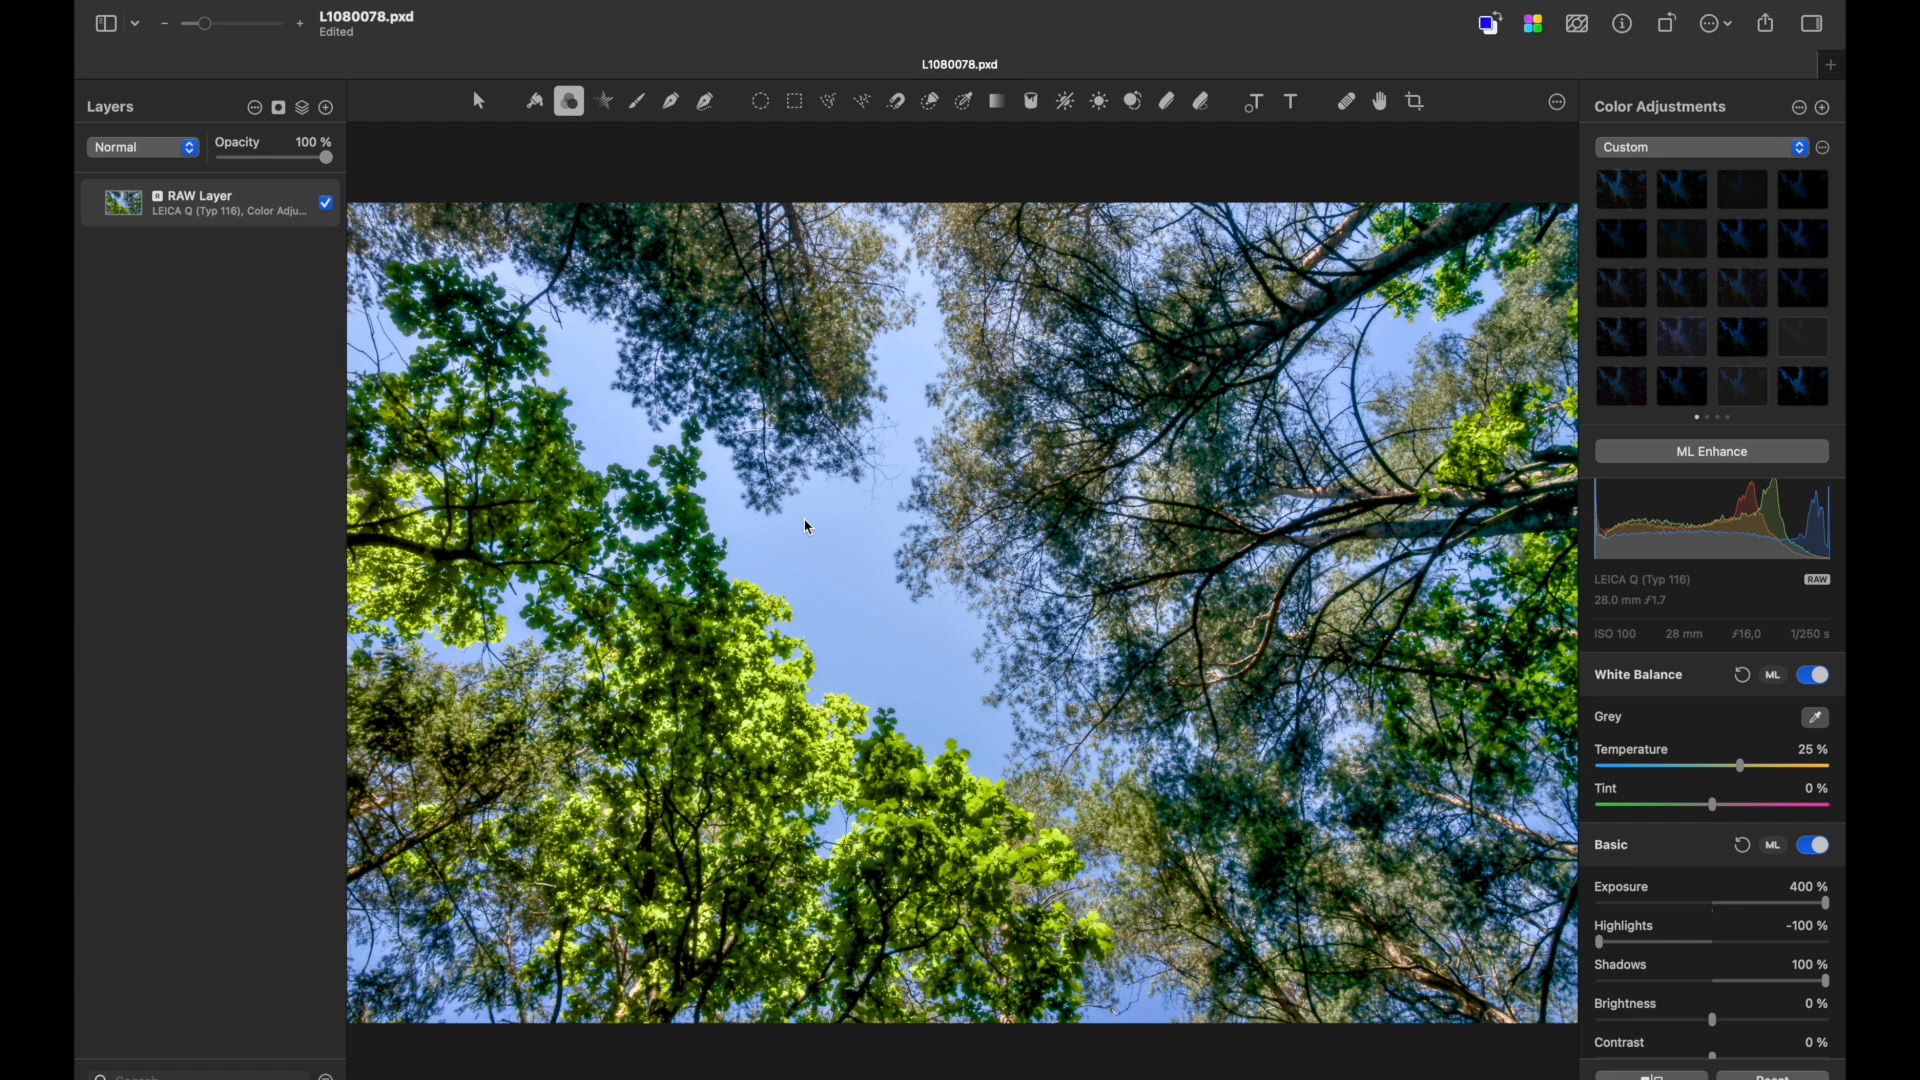 L1080078.pxd
Edited
L1080078.pxd
Layers
Normal
Opacity 100 %
R RAW Layer
LEICA Q (Typ 116), Color Adju...
T T
Color Adjustments
Custom
ML Enhance
LEICA Q (Typ 116) RAW
28.0 mm ƒ1.7
ISO 100 28 mm ƒ16,0 1/250 s
White Balance ML
Grey
Temperature 25 %
Tint 0 %
Basic ML
Exposure 400 %
Highlights -100 %
Shadows 100 %
Brightness 0 %
Contrast 0 %